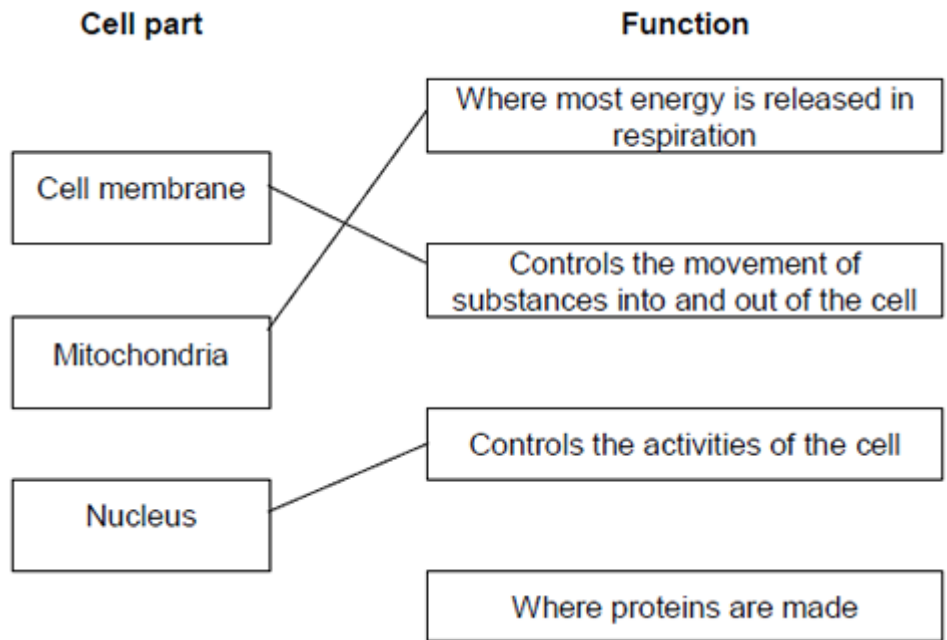 Cell part
Function
Where most energy is released in
respiration
Cell membrane
Controls the movement of
substances into and out of the cell
Mitochondria
Controls the activities of the cell
Nucleus
Where proteins are made